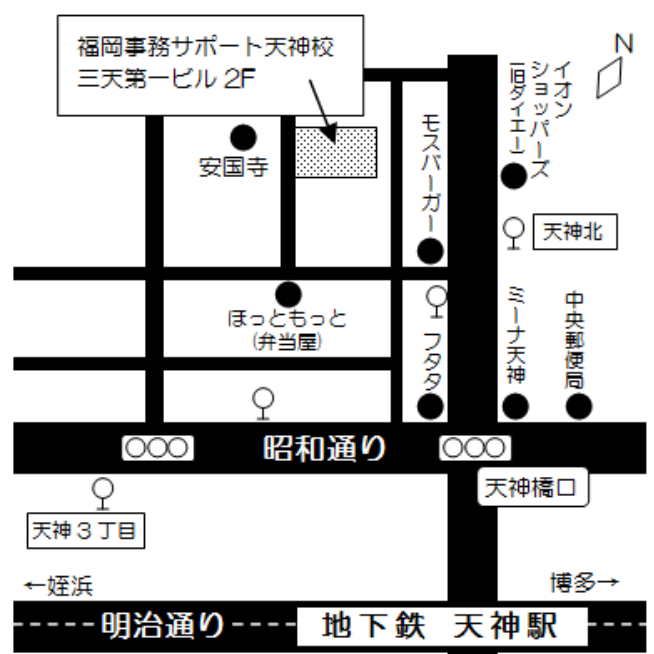 福岡事務サポート天神校
三天第一ビル 2F
N
イオン
ショッパーズ
(旧ダイエー)
安国寺
モスバーガー
天神北
ほっともっと
(弁当屋)
フタタ
ミーナ天神
中央郵便局
昭和通り
天神橋口
天神3丁目
←姪浜
博多→
明治通り
地下鉄 天神駅